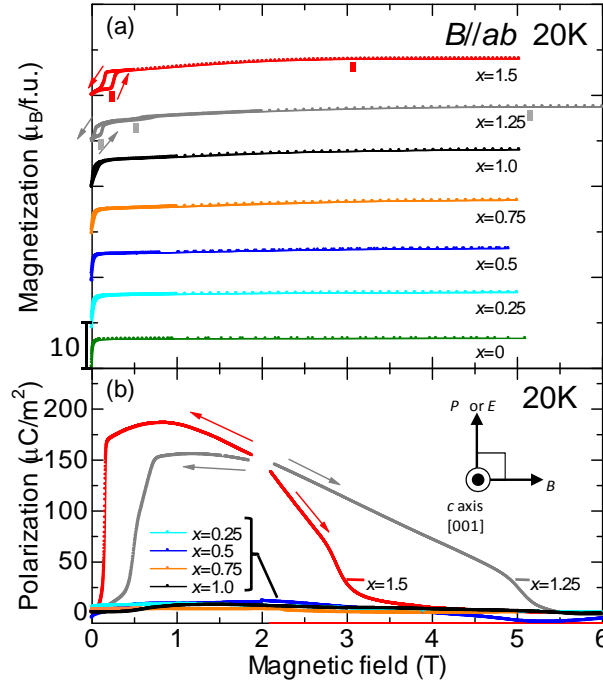 (a)
B//ab 20K
x=1.5
x=1.25
x=1.0
x=0.75
x=0.5
x=0.25
x=0
10
Magnetization (μB/f.u.)
(b)
20K
200
150
100
50
0
Polarization (μC/m²)
P or E
B
c axis
[001]
x=0.25
x=0.5
x=0.75
x=1.0
x=1.5
x=1.25
0 1 2 3 4 5 6
Magnetic field (T)